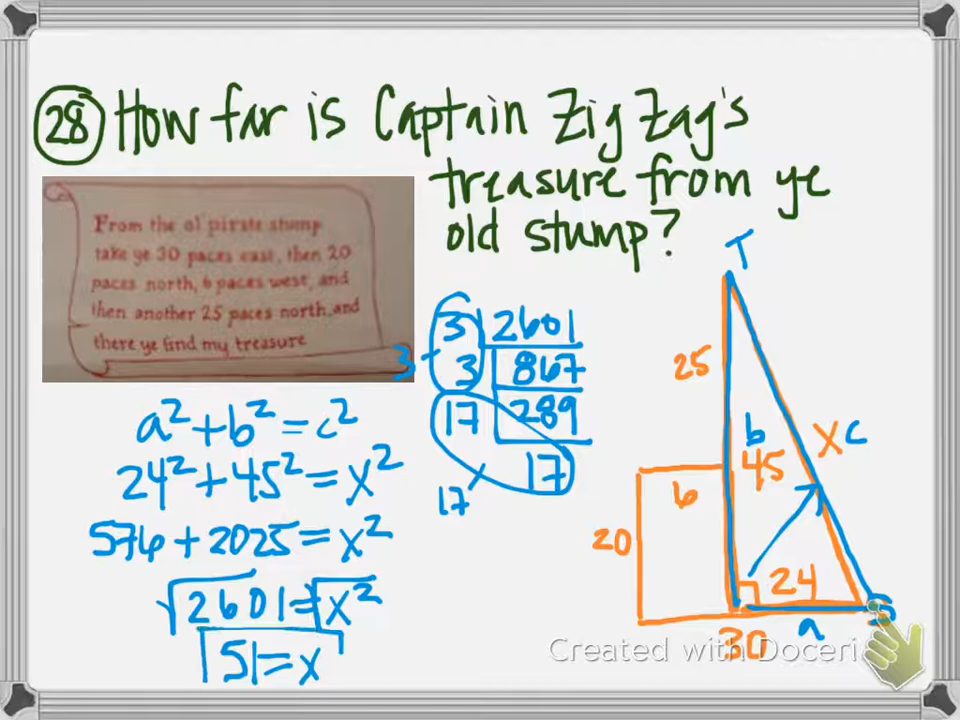 28 How far is Captain ZigZag's
treasure from ye
old stump?
From the ol' pirate stump
take ye 30 paces east, then 20
paces north, 6 paces west, and
then another 25 paces north, and
there ye find my treasure
a²+b²=c²
24²+45²=x²
576+2025=x²
√2601=√x²
51=x
3 2601
3 3 867
17 289
17
17
T
25
b
45
x c
6
20
24
S
30 a
Created with Doceri